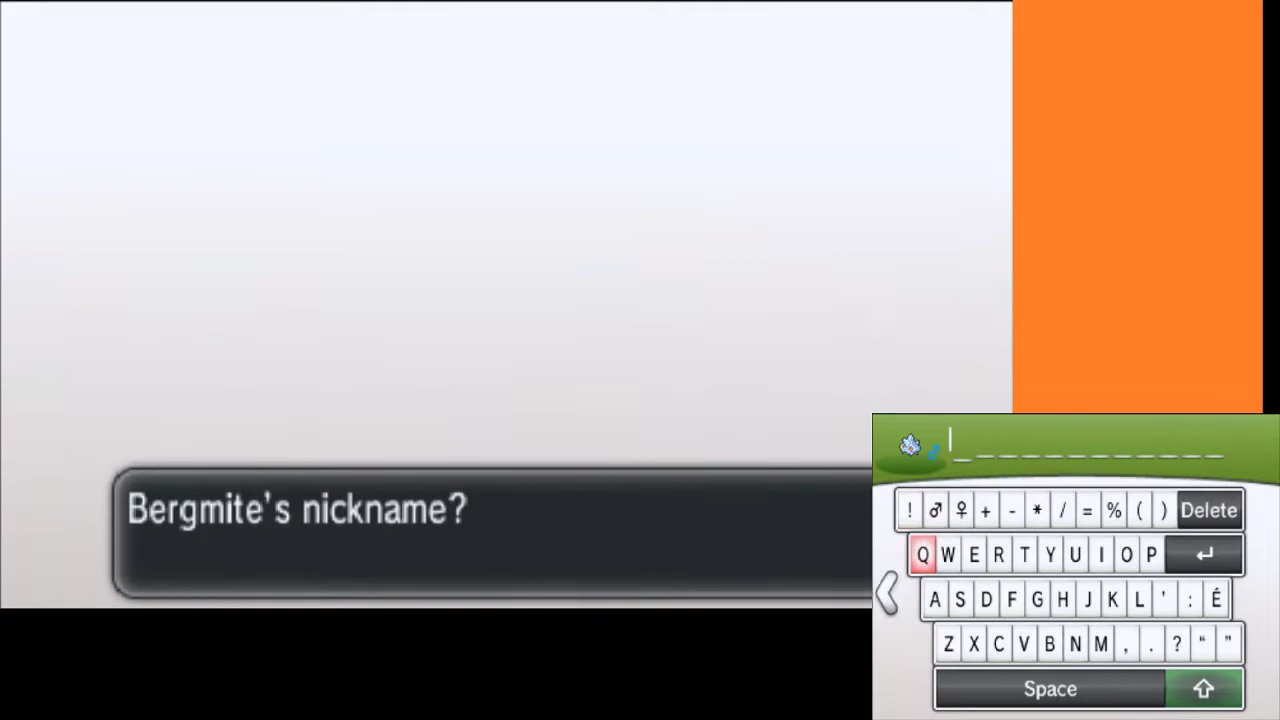 Bergmite's nickname?
! ♂ ♀ + - * / = % ( ) Delete
Q W E R T Y U I O P ↵
A S D F G H J K L ' : É
Z X C V B N M , . ? “ ”
Space